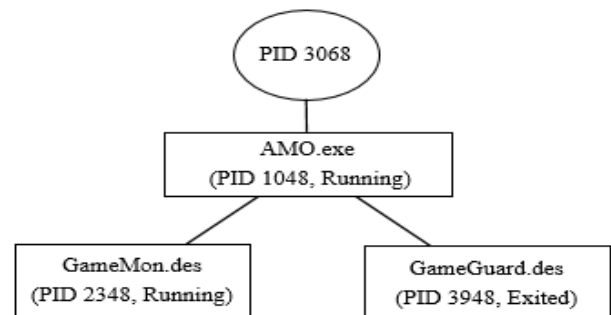 PID 3068
AMO.exe
(PID 1048, Running)
GameMon.des
(PID 2348, Running)
GameGuard.des
(PID 3948, Exited)